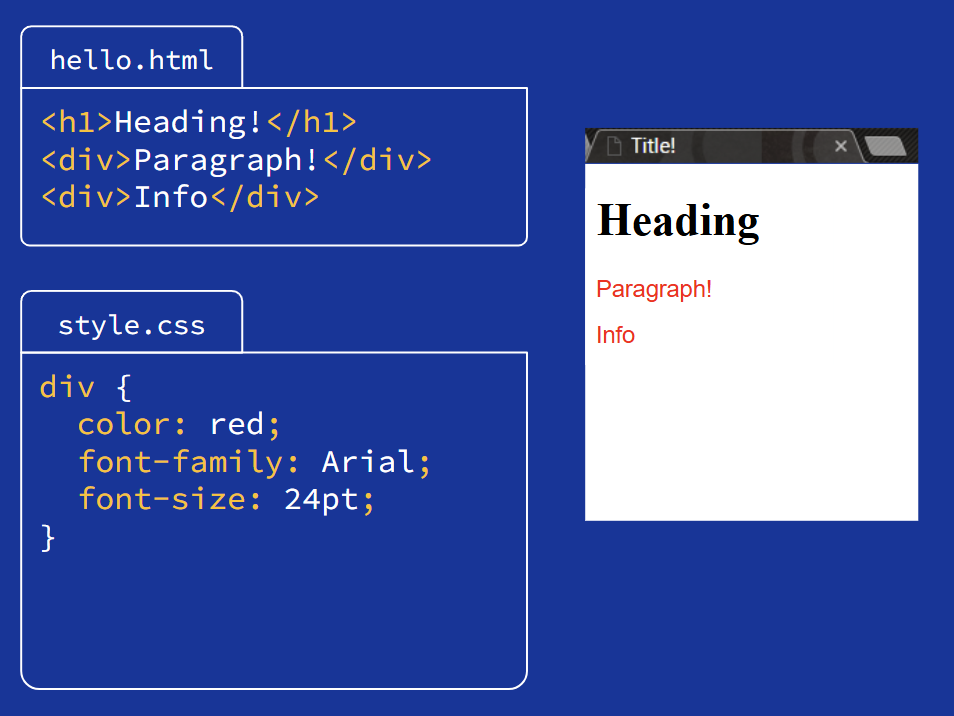 hello.html
<h1>Heading!</h1>
<div>Paragraph!</div>
<div>Info</div>
style.css
div {
  color: red;
  font-family: Arial;
  font-size: 24pt;
}
Title!
Heading
Paragraph!
Info